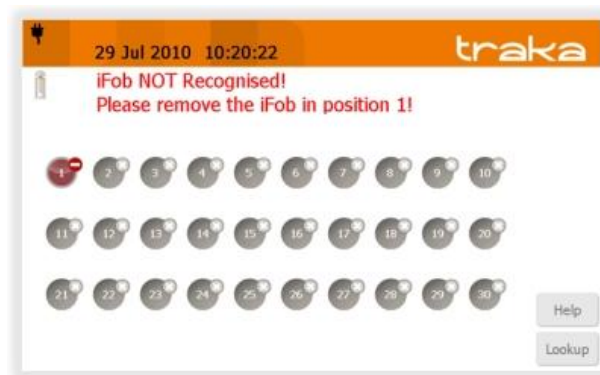 29 Jul 2010 10:20:22 traka
iFob NOT Recognised!
Please remove the iFob in position 1!
1 2 3 4 5 6 7 8 9 10
11 12 13 14 15 16 17 18 19 20
21 22 23 24 25 26 27 28 29 30
Help
Lookup